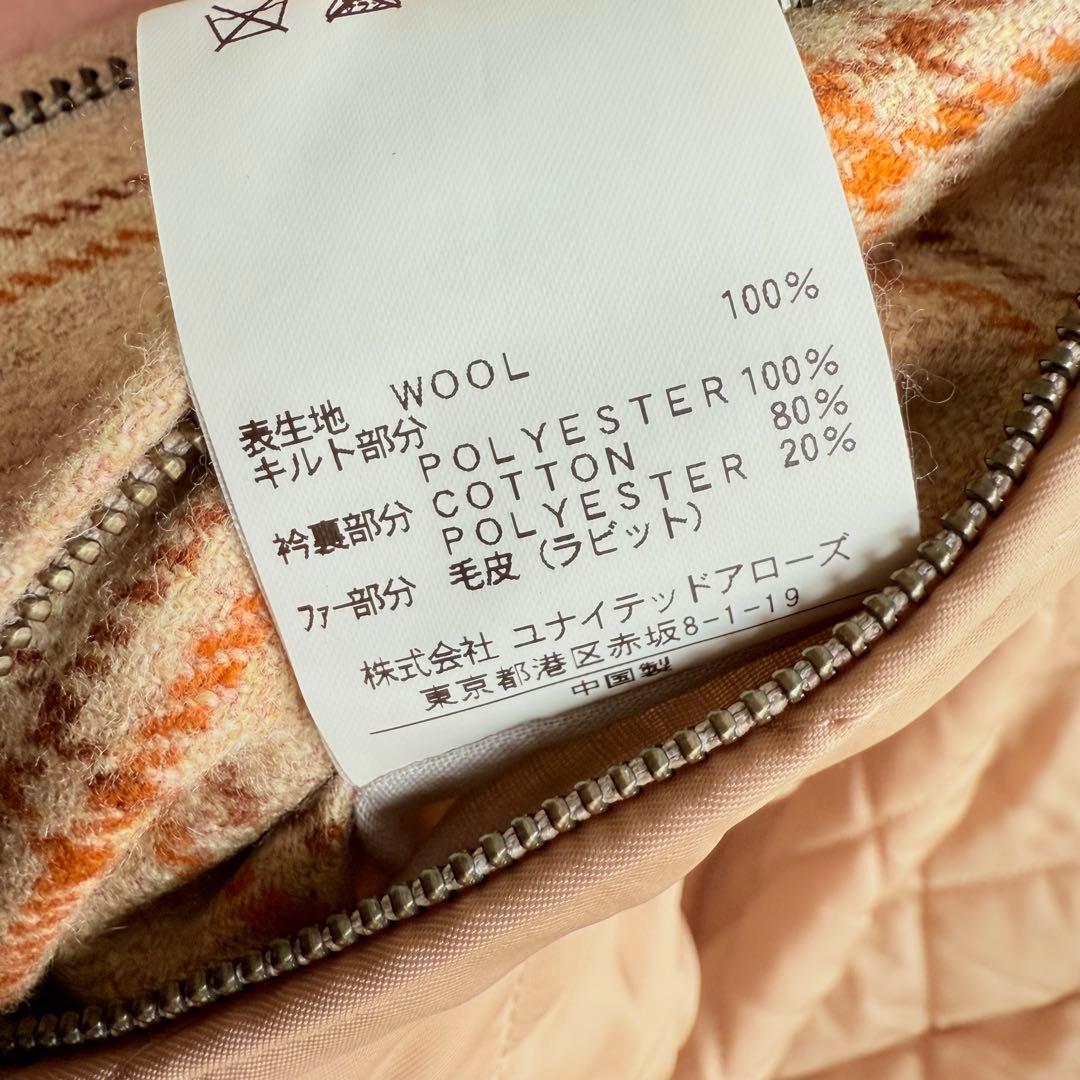 表生地 WOOL 100%
キルト部分 POLYESTER 100%
衿裏部分 COTTON 80%
POLYESTER 20%
ファー部分 毛皮（ラビット）
株式会社 ユナイテッドアローズ
東京都港区赤坂8-1-19
中国製